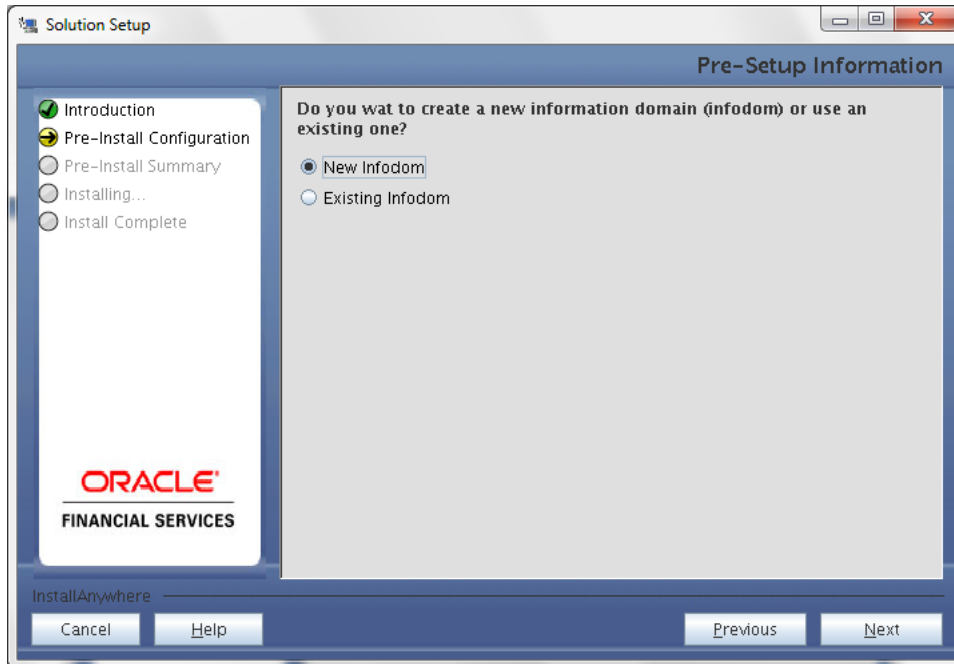 Solution Setup
Pre-Setup Information
Introduction
Pre-Install Configuration
Pre-Install Summary
Installing...
Install Complete
ORACLE
FINANCIAL SERVICES
Do you wat to create a new information domain (infodom) or use an
existing one?
New Infodom
Existing Infodom
InstallAnywhere
Cancel
Help
Previous
Next